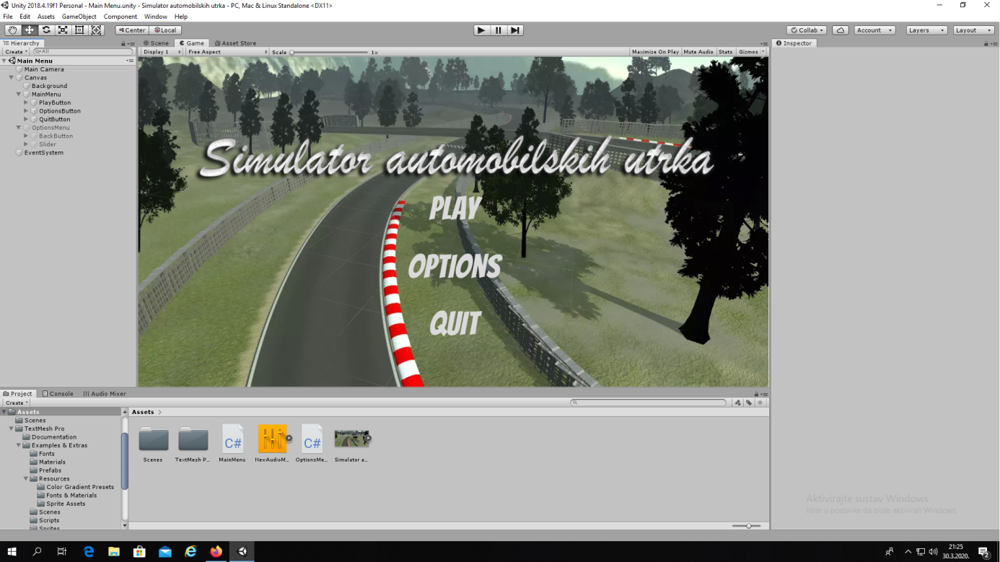 Unity 2018.4.19f1 Personal - Main Menu.unity - Simulator automobilskih utrka - PC, Mac & Linux Standalone <DX11>
File Edit Assets GameObject Component Window Help
Center Local Collab Account Layers Layout
Hierarchy Scene Game Asset Store Inspector
Create All Display 1 Free Aspect Scale 1x Maximize On Play Mute Audio Stats Gizmos
Main Menu
Main Camera
Canvas
Background
MainMenu
PlayButton
OptionsButton
QuitButton
OptionsMenu
BackButton
Slider
EventSystem
Simulator automobilskih utrka
PLAY
OPTIONS
QUIT
Project Console Audio Mixer
Create
Assets
Scenes
TextMesh Pro
Documentation
Examples & Extras
Fonts
Materials
Prefabs
Resources
Color Gradient Presets
Fonts & Materials
Sprite Assets
Scenes
Scripts
Sprites
Assets
C# C#
Scenes TextMesh P... MainMenu NewAudioM... OptionsMe... Simulator a...
Aktivirajte sustav Windows
Idite u postavke da biste aktivirali Windows.
21:25
30.3.2020.
2